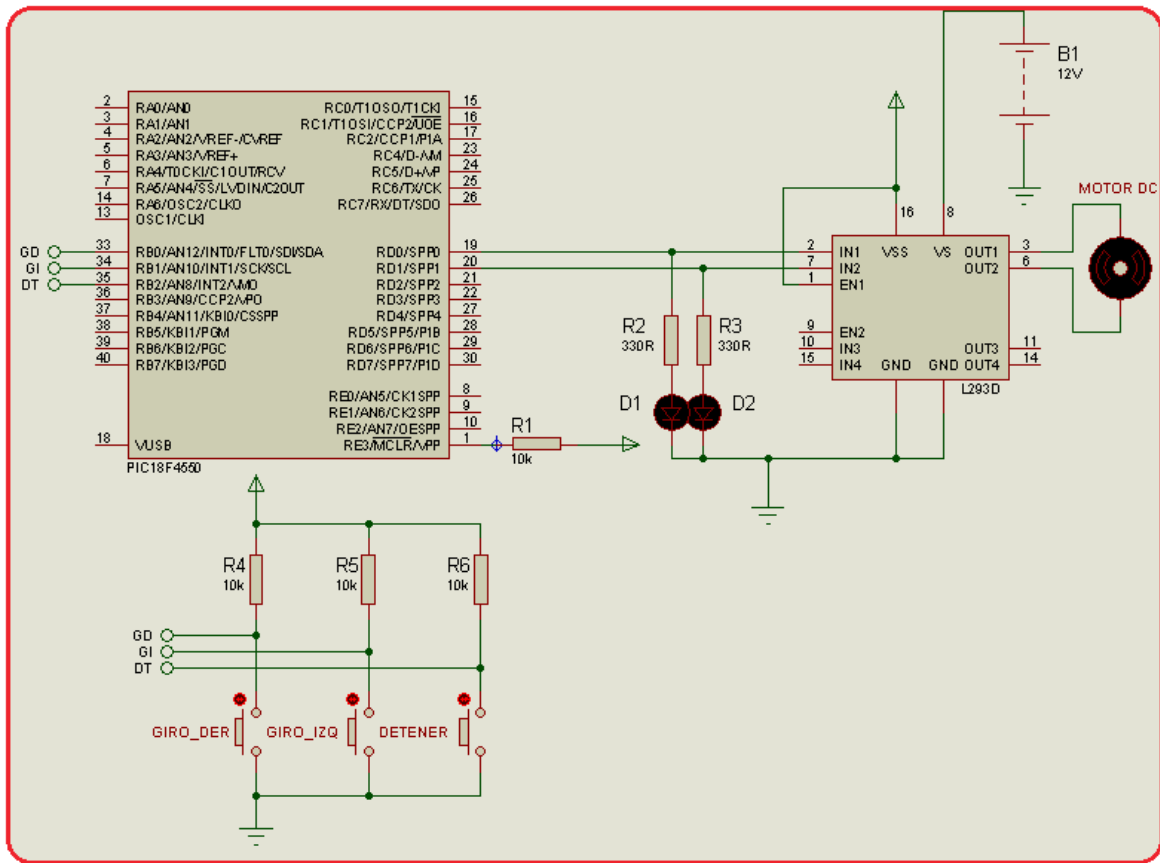 2 RA0/AN0
3 RA1/AN1
4 RA2/AN2/VREF-/CVREF
5 RA3/AN3/VREF+
6 RA4/T0CKI/C1OUT/RCV
7 RA5/AN4/SS/LVDIN/C2OUT
14 RA6/OSC2/CLKO
13 OSC1/CLKI
GD 33 RB0/AN12/INT0/FLT0/SDI/SDA
GI 34 RB1/AN10/INT1/SCK/SCL
DT 35 RB2/AN8/INT2/VMO
36 RB3/AN9/CCP2/VPO
37 RB4/AN11/KBI0/CSSPP
38 RB5/KBI1/PGM
39 RB6/KBI2/PGC
40 RB7/KBI3/PGD
18 VUSB
RC0/T1OSO/T1CKI 15
RC1/T1OSI/CCP2/UOE 16
RC2/CCP1/P1A 17
RC4/D-/VM 23
RC5/D+/VP 24
RC6/TX/CK 25
RC7/RX/DT/SDO 26
RD0/SPP0 19
RD1/SPP1 20
RD2/SPP2 21
RD3/SPP3 22
RD4/SPP4 27
RD5/SPP5/P1B 28
RD6/SPP6/P1C 29
RD7/SPP7/P1D 30
RE0/AN5/CK1SPP 8
RE1/AN6/CK2SPP 9
RE2/AN7/OESPP 10
RE3/MCLR/VPP 1
PIC18F4550
R1
10k
R2
330R
R3
330R
D1
D2
B1
12V
MOTOR DC
16
8
2 IN1
7 IN2
1 EN1
9 EN2
10 IN3
15 IN4
VSS
VS
OUT1 3
OUT2 6
OUT3 11
OUT4 14
GND
GND
L293D
R4
10k
R5
10k
R6
10k
GD
GI
DT
GIRO_DER
GIRO_IZQ
DETENER